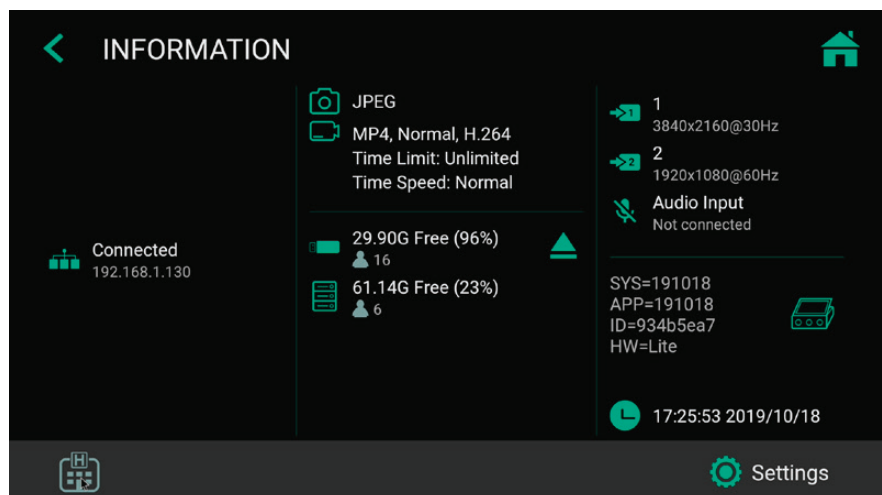 INFORMATION
Connected
192.168.1.130
JPEG
MP4, Normal, H.264
Time Limit: Unlimited
Time Speed: Normal
29.90G Free (96%)
16
61.14G Free (23%)
6
1
1
3840x2160@30Hz
2
2
1920x1080@60Hz
Audio Input
Not connected
SYS=191018
APP=191018
ID=934b5ea7
HW=Lite
17:25:53 2019/10/18
H
Settings